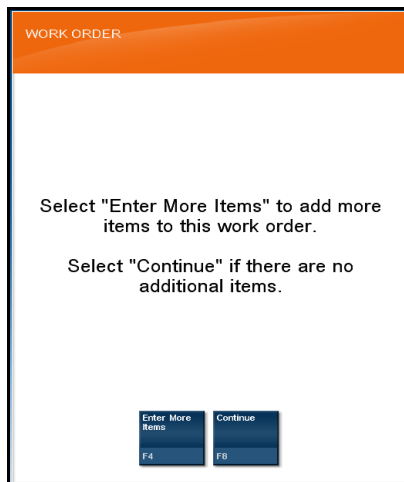 WORK ORDER
Select "Enter More Items" to add more
items to this work order.
Select "Continue" if there are no
additional items.
Enter More
Items
F4
Continue
F8